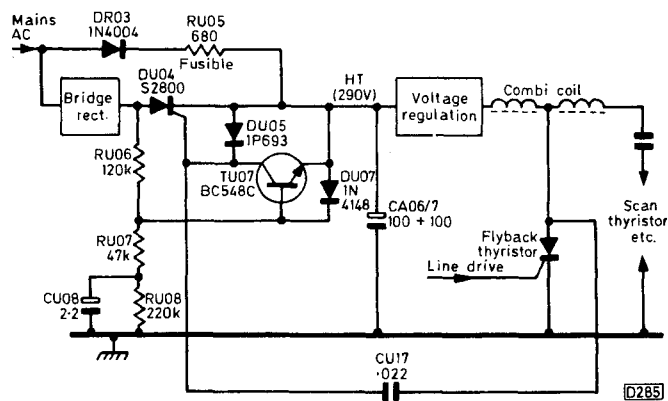 Mains
AC
DR03
1N4004
RU05
680
Fusible
Bridge
rect.
DU04
S2800
HT
(290V)
Voltage
regulation
Combi coil
DU05
1P693
TU07
BC548C
DU07
1N
4148
RU06
120k
CA06/7
100 + 100
Scan
thyristor
etc.
RU07
47k
Flyback
thyristor
Line drive
CU08
2·2
RU08
220k
CU17
·022
D285